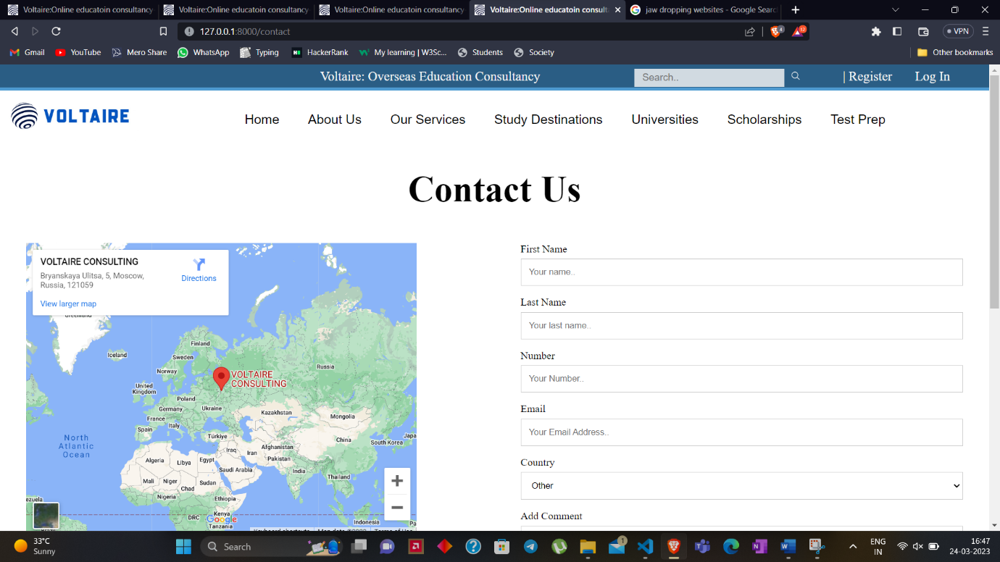 Voltaire:Online educatoin consultancy
Voltaire:Online educatoin consultancy
Voltaire:Online educatoin consultancy
Voltaire:Online educatoin consult
jaw dropping websites - Google Searc
127.0.0.1:8000/contact
4
12
VPN
Gmail
YouTube
Mero Share
WhatsApp
Typing
HackerRank
My learning | W3Sc...
Students
Society
Other bookmarks
Voltaire: Overseas Education Consultancy
Search..
| Register
Log In
VOLTAIRE
Home
About Us
Our Services
Study Destinations
Universities
Scholarships
Test Prep
Contact Us
VOLTAIRE CONSULTING
Bryanskaya Ulitsa, 5, Moscow,
Russia, 121059
Directions
View larger map
Greenland
Iceland
Finland
Sweden
Norway
Russia
VOLTAIRE
CONSULTING
United
Kingdom
Poland
Germany
Ukraine
France
Kazakhstan
Mongolia
Italy
Spain
Türkiye
China
South Korea
Japa
North
Atlantic
Ocean
Iraq
Iran
Afghanistan
Pakistan
Algeria
Libya
Egypt
Saudi Arabia
India
Thailand
Mali
Niger
Chad
Sudan
Nigeria
Ethiopia
ezuela
DRC
Kenya
Google
Tanzania
Indonesia
Pa
Keyboard shortcuts
Map data ©2023
Terms of Use
First Name
Your name..
Last Name
Your last name..
Number
Your Number..
Email
Your Email Address..
Country
Other
Add Comment
33°C
Sunny
Search
1
ENG
IN
16:47
24-03-2023